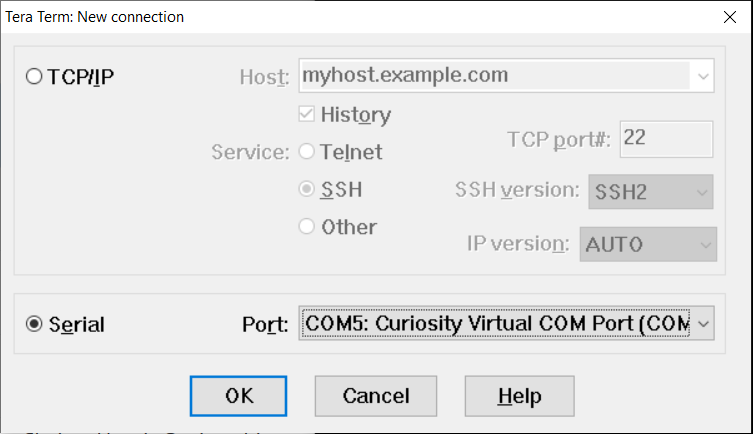 Tera Term: New connection
TCP/IP
Host: myhost.example.com
History
Service: Telnet
TCP port#: 22
SSH
SSH version: SSH2
Other
IP version: AUTO
Serial
Port: COM5: Curiosity Virtual COM Port (COM
OK Cancel Help